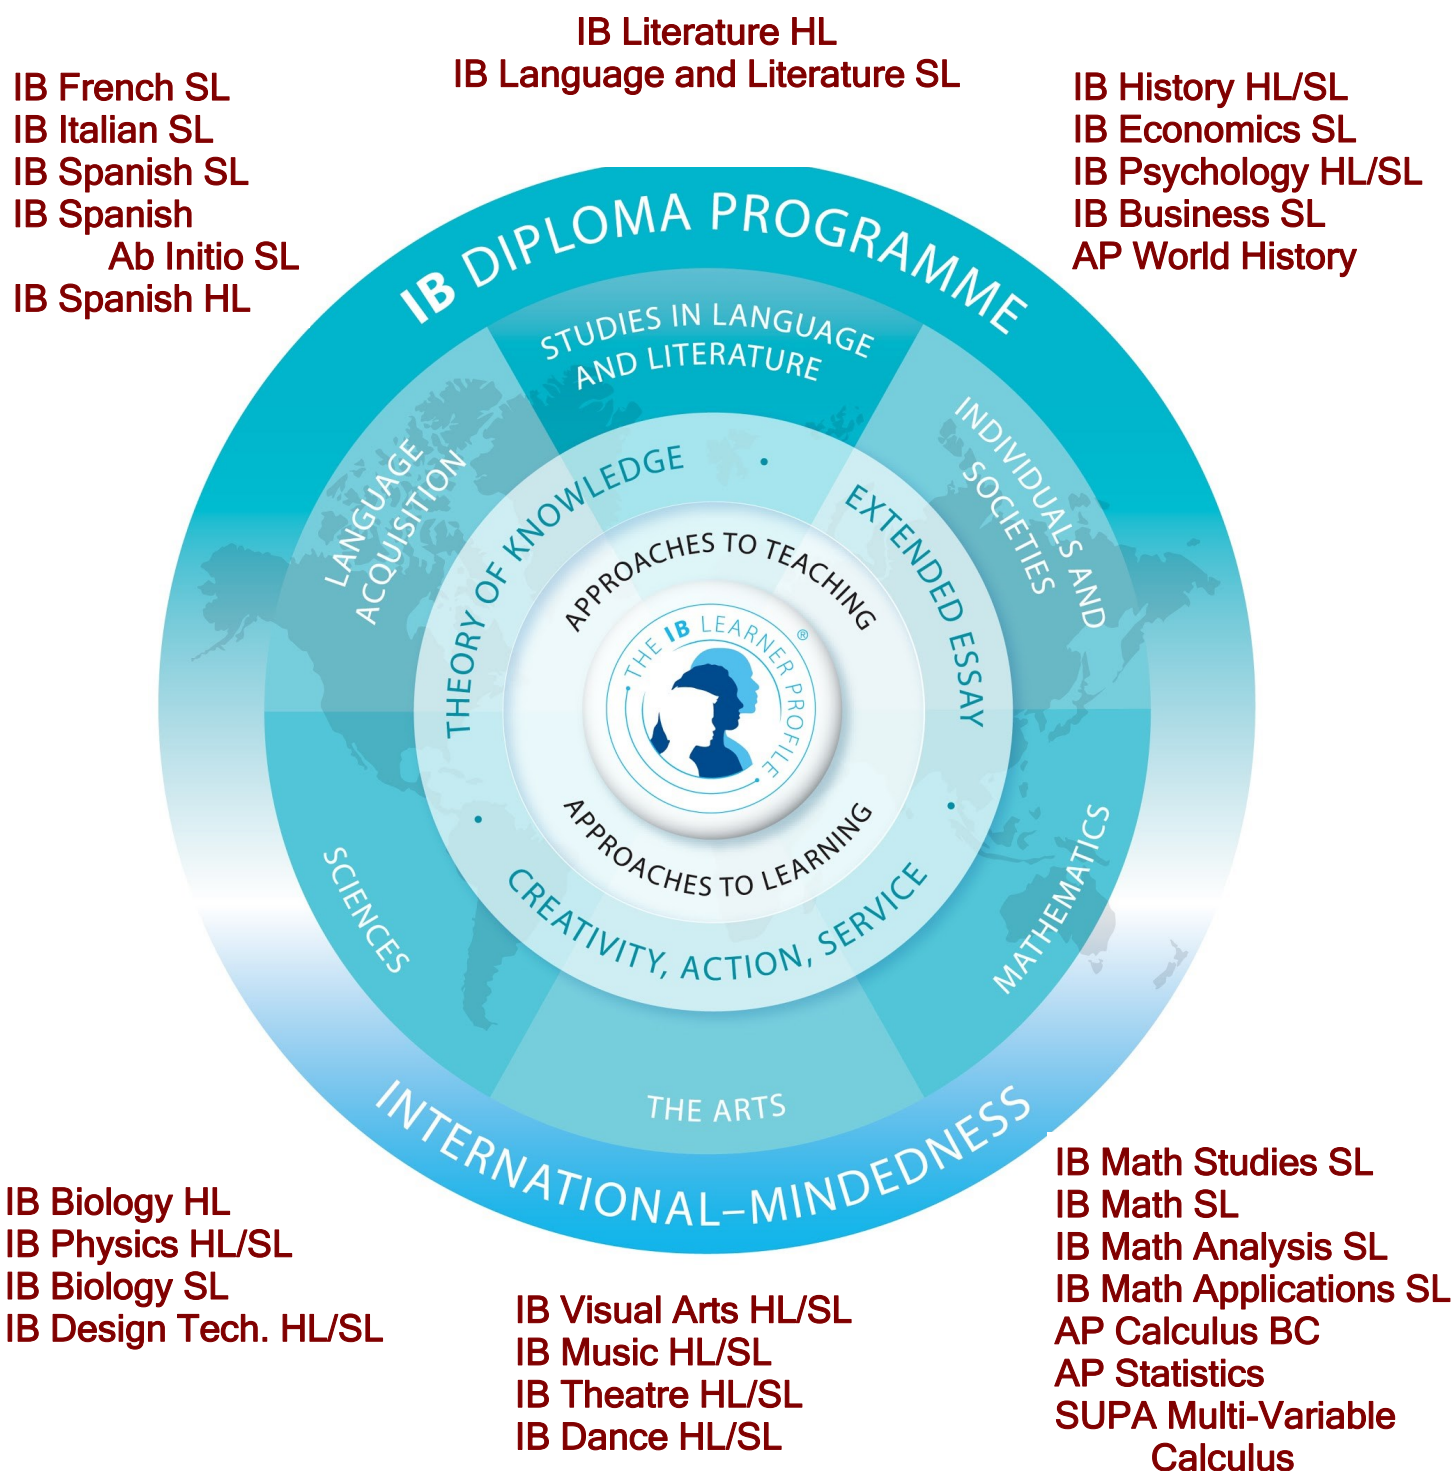 IB Literature HL
IB Language and Literature SL
IB French SL
IB Italian SL
IB Spanish SL
IB Spanish
Ab Initio SL
IB Spanish HL
IB History HL/SL
IB Economics SL
IB Psychology HL/SL
IB Business SL
AP World History
IB DIPLOMA PROGRAMME
STUDIES IN LANGUAGE
AND LITERATURE
LANGUAGE
ACQUISITION
INDIVIDUALS AND
SOCIETIES
THEORY OF KNOWLEDGE
EXTENDED ESSAY
APPROACHES TO TEACHING
THE IB LEARNER PROFILE
®
APPROACHES TO LEARNING
CREATIVITY, ACTION, SERVICE
SCIENCES
MATHEMATICS
THE ARTS
INTERNATIONAL–MINDEDNESS
IB Biology HL
IB Physics HL/SL
IB Biology SL
IB Design Tech. HL/SL
IB Visual Arts HL/SL
IB Music HL/SL
IB Theatre HL/SL
IB Dance HL/SL
IB Math Studies SL
IB Math SL
IB Math Analysis SL
IB Math Applications SL
AP Calculus BC
AP Statistics
SUPA Multi-Variable
Calculus